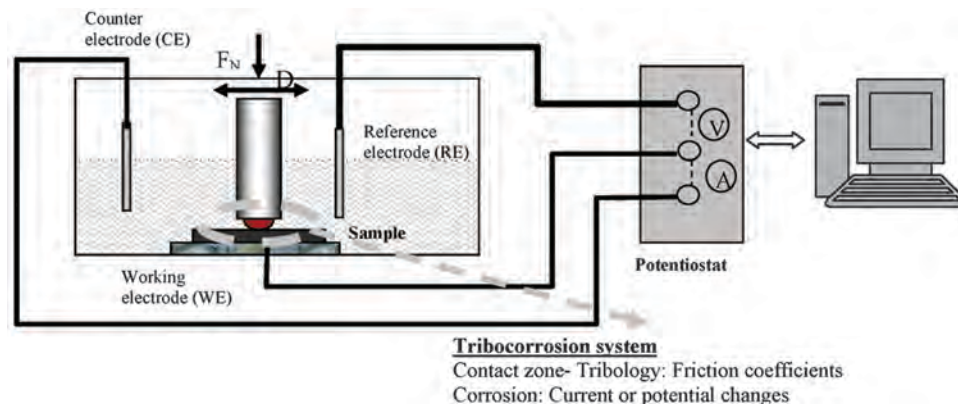 Counter
electrode (CE)
F_N
D
Reference
electrode (RE)
V
A
Sample
Potentiostat
Working
electrode (WE)
Tribocorrosion system
Contact zone- Tribology: Friction coefficients
Corrosion: Current or potential changes